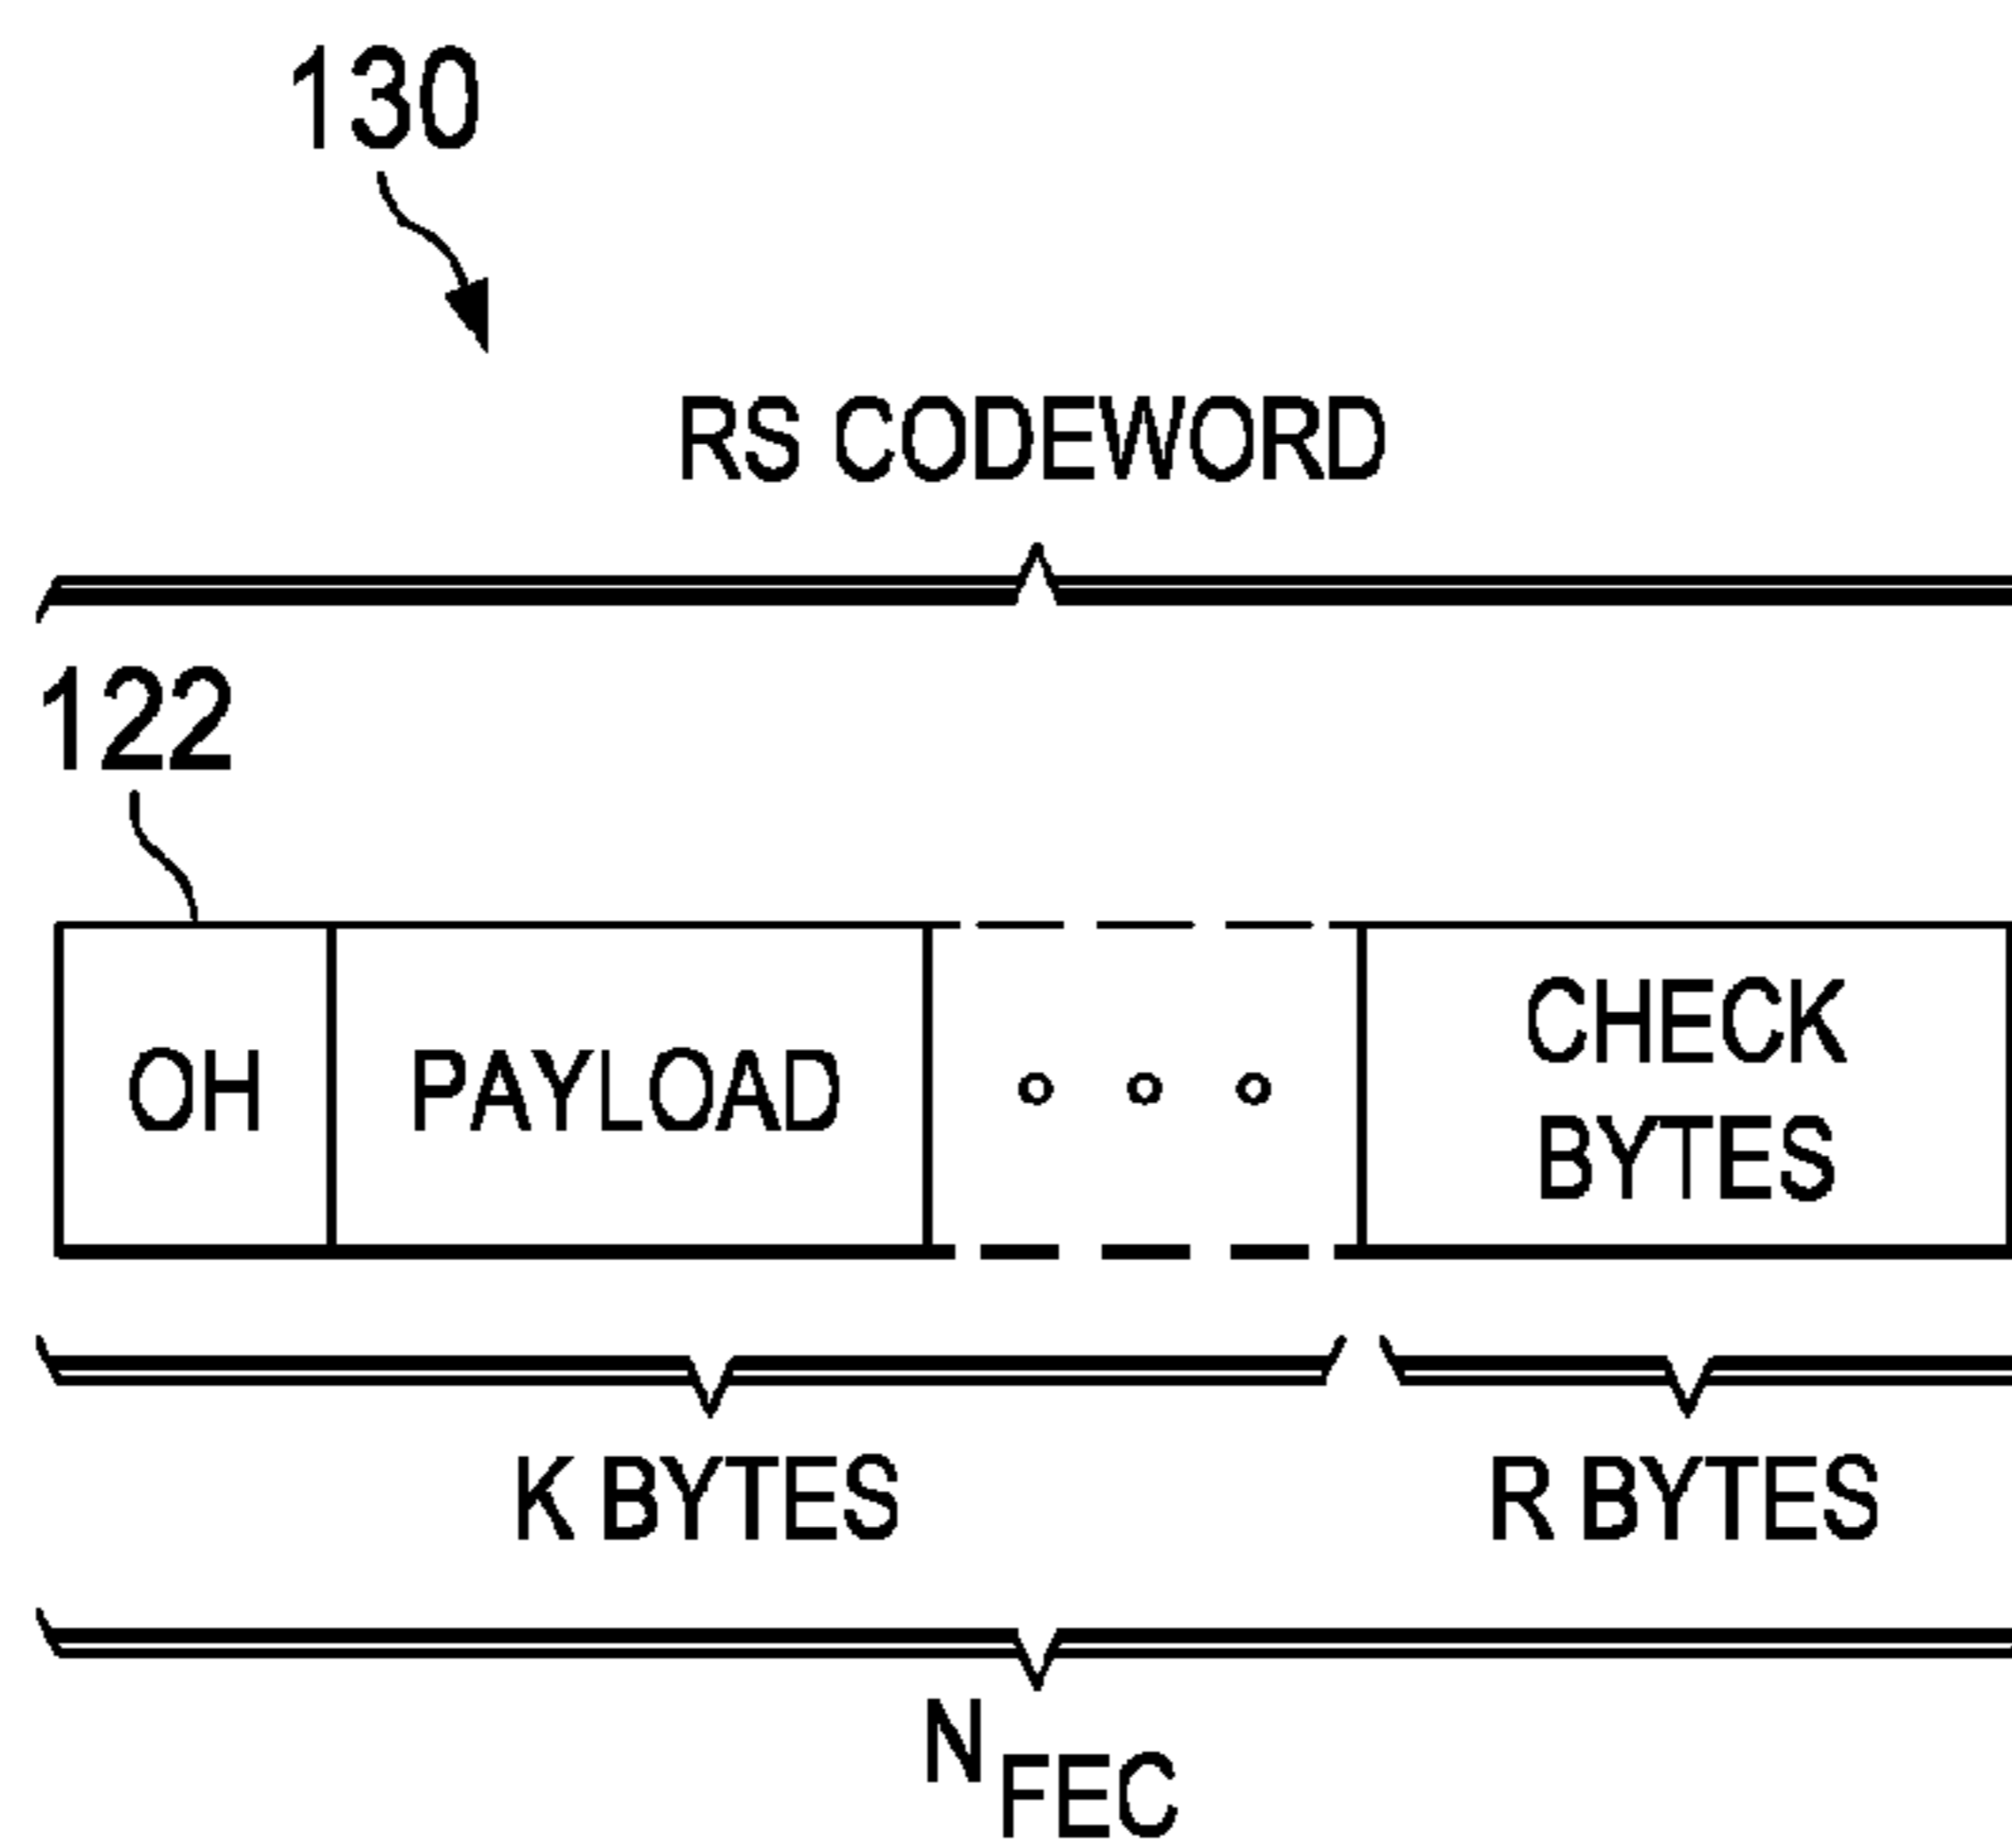 130
RS CODEWORD
122
OH
PAYLOAD
CHECK
BYTES
K BYTES
R BYTES
NFEC